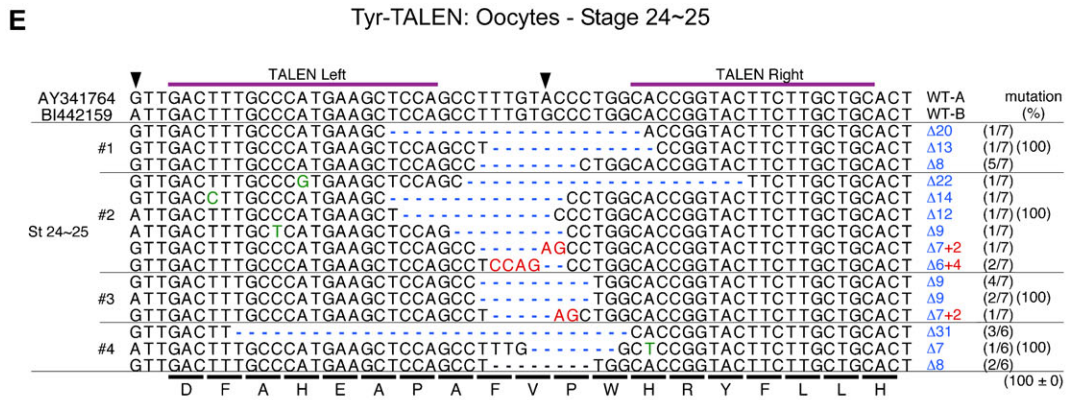 E
Tyr-TALEN: Oocytes - Stage 24~25
TALEN Left TALEN Right
AY341764 GTTGACTTTGCCCATGAAGCTCCAGCCTTTGTACCCTGGCACCGGTACTTCTTGCTGCACT WT-A mutation
BI442159 ATTGACTTTGCCCATGAAGCTCCAGCCTTTGTGCCCTGGCACCGGTACTTCTTGCTGCACT WT-B (%)
GTTGACTTTGCCCATGAAGC--------------------ACCGGTACTTCTTGCTGCACT Δ20 (1/7)
#1 GTTGACTTTGCCCATGAAGCTCCAGCCT-------------CCGGTACTTCTTGCTGCACT Δ13 (1/7) (100)
GTTGACTTTGCCCATGAAGCTCCAGCC--------CTGGCACCGGTACTTCTTGCTGCACT Δ8 (5/7)
GTTGACTTTGCCCGTGAAGCTCCAGC----------------------TTCTTGCTGCACT Δ22 (1/7)
GTTGACCTTGCCCATGAAGC--------------CCTGGCACCGGTACTTCTTGCTGCACT Δ14 (1/7)
#2 ATTGACTTTGCCCATGAAGCT------------CCCTGGCACCGGTACTTCTTGCTGCACT Δ12 (1/7) (100)
St 24~25 ATTGACTTTGCTCATGAAGCTCCAG---------CCTGGCACCGGTACTTCTTGCTGCACT Δ9 (1/7)
GTTGACTTTGCCCATGAAGCTCCAGCC-----AGCCTGGCACCGGTACTTCTTGCTGCACT Δ7+2 (1/7)
GTTGACTTTGCCCATGAAGCTCCAGCCTCCAG--CCTGGCACCGGTACTTCTTGCTGCACT Δ6+4 (2/7)
GTTGACTTTGCCCATGAAGCTCCAGCC---------TGGCACCGGTACTTCTTGCTGCACT Δ9 (4/7)
#3 ATTGACTTTGCCCATGAAGCTCCAGCC---------TGGCACCGGTACTTCTTGCTGCACT Δ9 (2/7) (100)
GTTGACTTTGCCCATGAAGCTCCAGCCT-----AGCTGGCACCGGTACTTCTTGCTGCACT Δ7+2 (1/7)
GTTGACTT-------------------------------CACCGGTACTTCTTGCTGCACT Δ31 (3/6)
#4 ATTGACTTTGCCCATGAAGCTCCAGCCTTTG-------GCTCCGGTACTTCTTGCTGCACT Δ7 (1/6) (100)
GTTGACTTTGCCCATGAAGCTCCAGCCT--------TGGCACCGGTACTTCTTGCTGCACT Δ8 (2/6)
D F A H E A P A F V P W H R Y F L L H (100 ± 0)